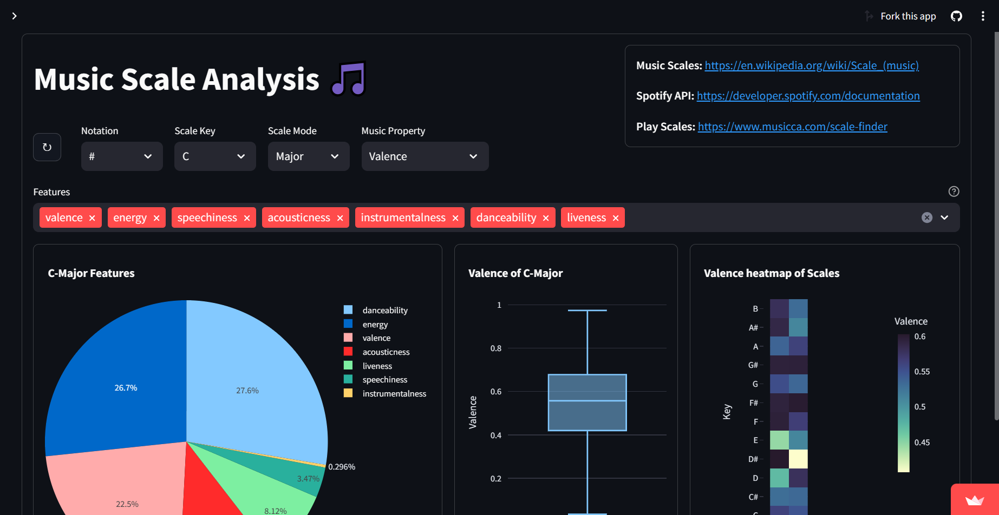 Fork this app
Music Scale Analysis
Music Scales: https://en.wikipedia.org/wiki/Scale_(music)
Spotify API: https://developer.spotify.com/documentation
Play Scales: https://www.musicca.com/scale-finder
Notation
Scale Key
Scale Mode
Music Property
#
C
Major
Valence
Features
valence
energy
speechiness
acousticness
instrumentalness
danceability
liveness
C-Major Features
26.7%
27.6%
0.296%
3.47%
8.12%
22.5%
danceability
energy
valence
acousticness
liveness
speechiness
instrumentalness
Valence of C-Major
Valence
1
0.8
0.6
0.4
0.2
Valence heatmap of Scales
Key
B
A#
A
G#
G
F#
F
E
D#
D
C#
Valence
0.6
0.55
0.5
0.45